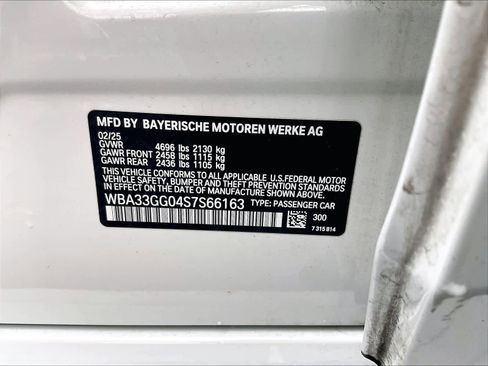 MFD BY BAYERISCHE MOTOREN WERKE AG
02/25
GVWR 4696 lbs 2130 kg
GAWR FRONT 2458 lbs 1115 kg
GAWR REAR 2436 lbs 1105 kg
THIS VEHICLE CONFORMS TO ALL APPLICABLE U.S.FEDERAL MOTOR
VEHICLE SAFETY, BUMPER AND THEFT PREVENTION STANDARDS IN
EFFECT ON THE DATE OF MANUFACTURE SHOWN ABOVE.
WBA33GG04S7S66163 TYPE: PASSENGER CAR
300
7 315 814